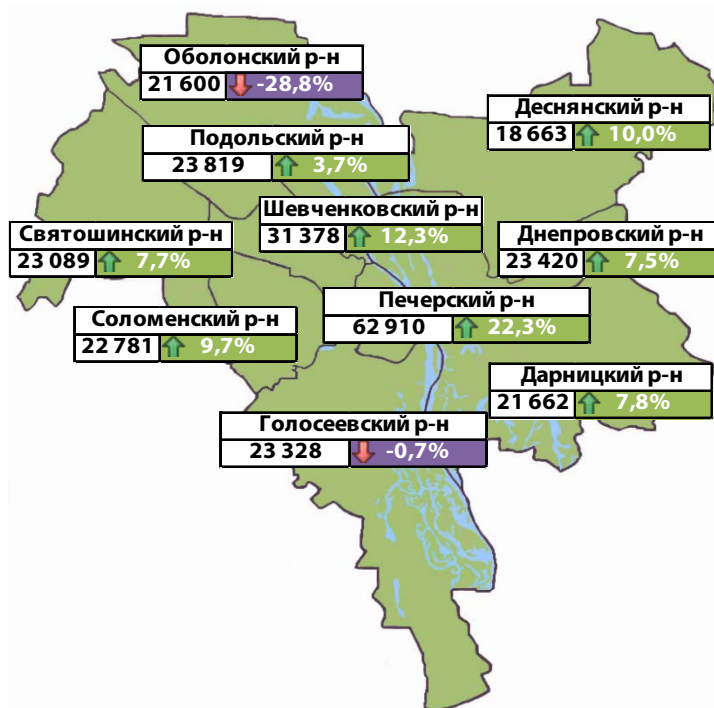 Оболонский р-н
21 600 -28,8%
Деснянский р-н
18 663 10,0%
Подольский р-н
23 819 3,7%
Шевченковский р-н
31 378 12,3%
Святошинский р-н
23 089 7,7%
Днепровский р-н
23 420 7,5%
Печерский р-н
62 910 22,3%
Соломенский р-н
22 781 9,7%
Дарницкий р-н
21 662 7,8%
Голосеевский р-н
23 328 -0,7%